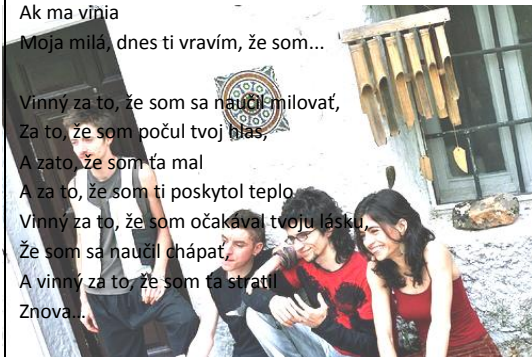 Ak ma vinia
Moja milá, dnes ti vravím, že som...
Vinný za to, že som sa naučil milovať,
Za to, že som počul tvoj hlas,
A zato, že som ťa mal
A za to, že som ti poskytol teplo
Vinný za to, že som očakával tvoju lásku,
Že som sa naučil chápať,
A vinný za to, že som ťa stratil
Znova…